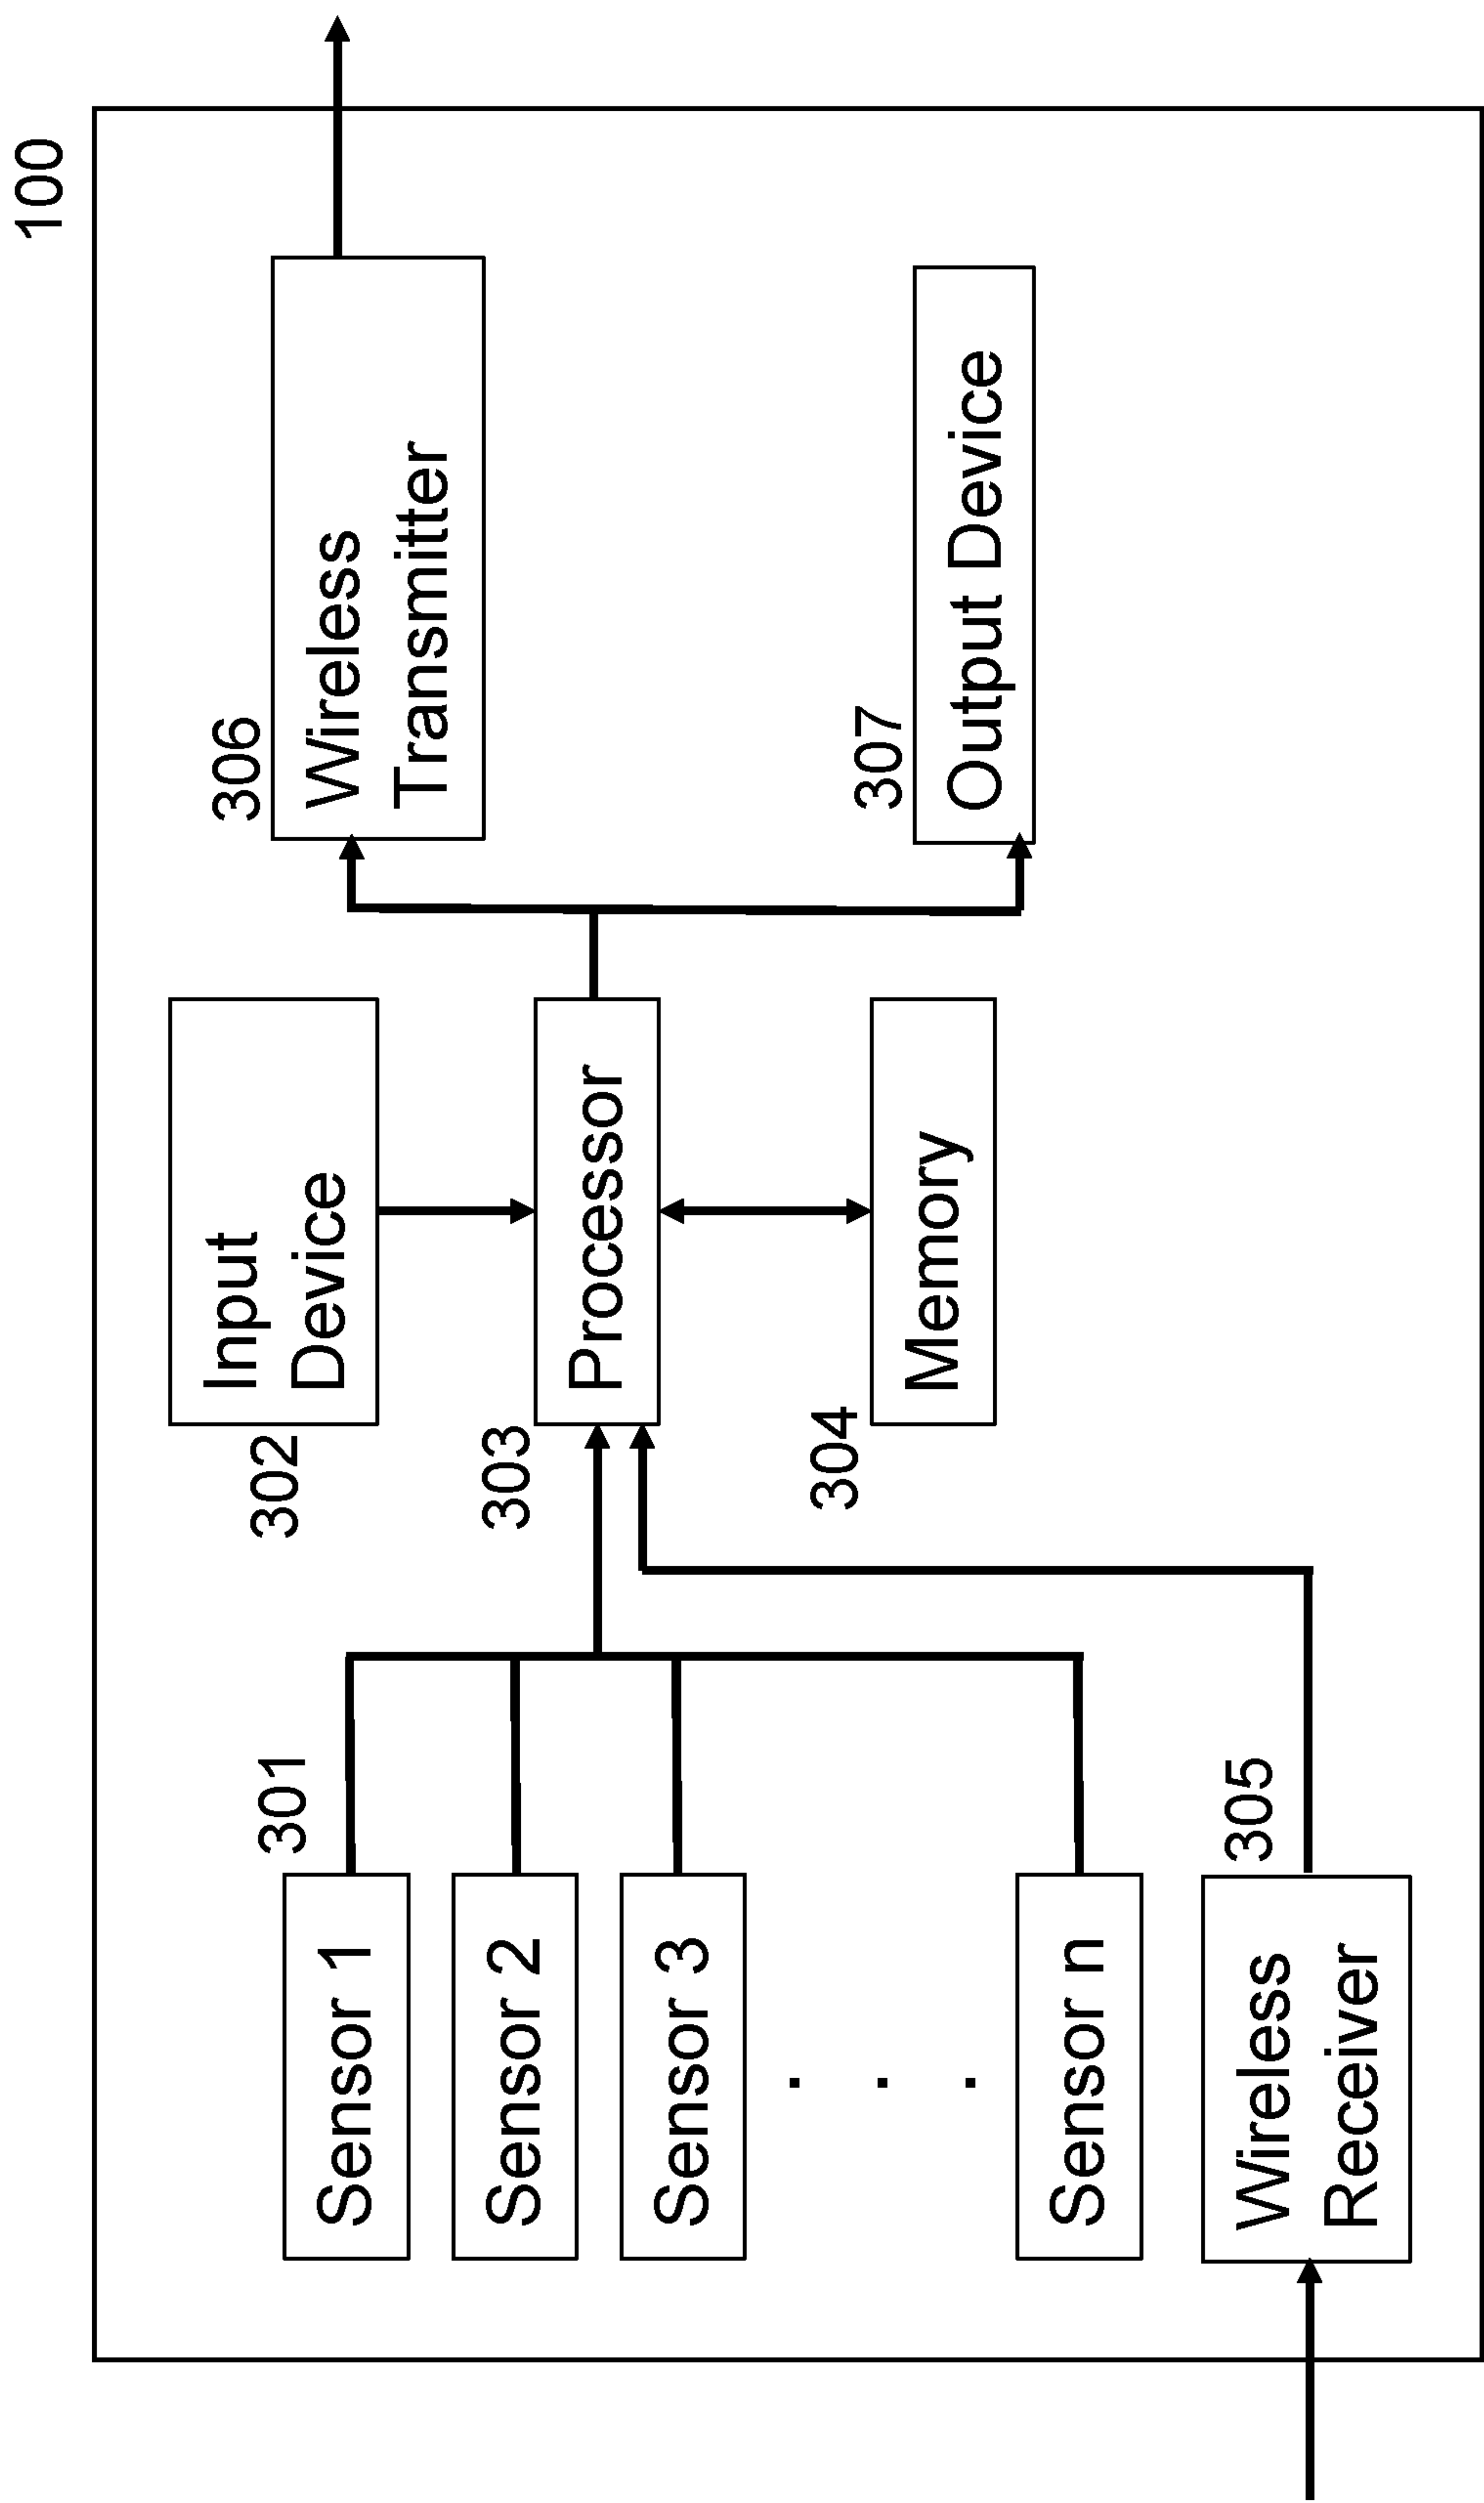 100
301
Sensor 1
Sensor 2
Sensor 3
. . .
Sensor n
305
Wireless
Receiver
302
Input
Device
303
Processor
304
Memory
306
Wireless
Transmitter
307
Output Device